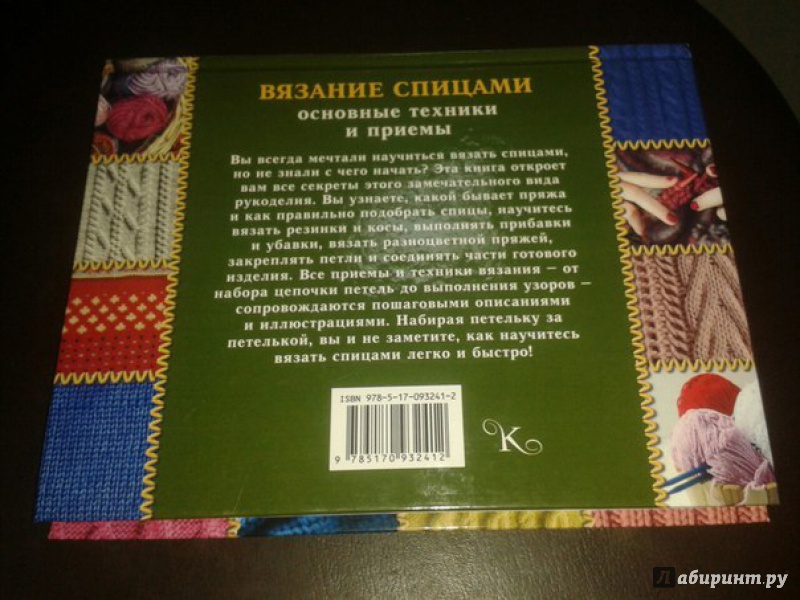 ВЯЗАНИЕ СПИЦАМИ
ОСНОВНЫЕ ТЕХНИКИ
И ПРИЕМЫ
Вы всегда мечтали научиться вязать спицами,
но не знали с чего начать? Эта книга откроет
вам все секреты этого замечательного вида
рукоделия. Вы узнаете, какой бывает пряжа
и как правильно подобрать спицы, научитесь
вязать резинки и косы, выполнять прибавки
и убавки, вязать разноцветной пряжей,
закреплять петли и соединять части готового
изделия. Все приемы и техники вязания – от
набора цепочки петель до выполнения узоров –
сопровождаются пошаговыми описаниями
и иллюстрациями. Набирая петельку за
петелькой, вы и не заметите, как научитесь
вязать спицами легко и быстро!
ISBN 978-5-17-093241-2
9 785170 932412
К
Лабиринт.ру